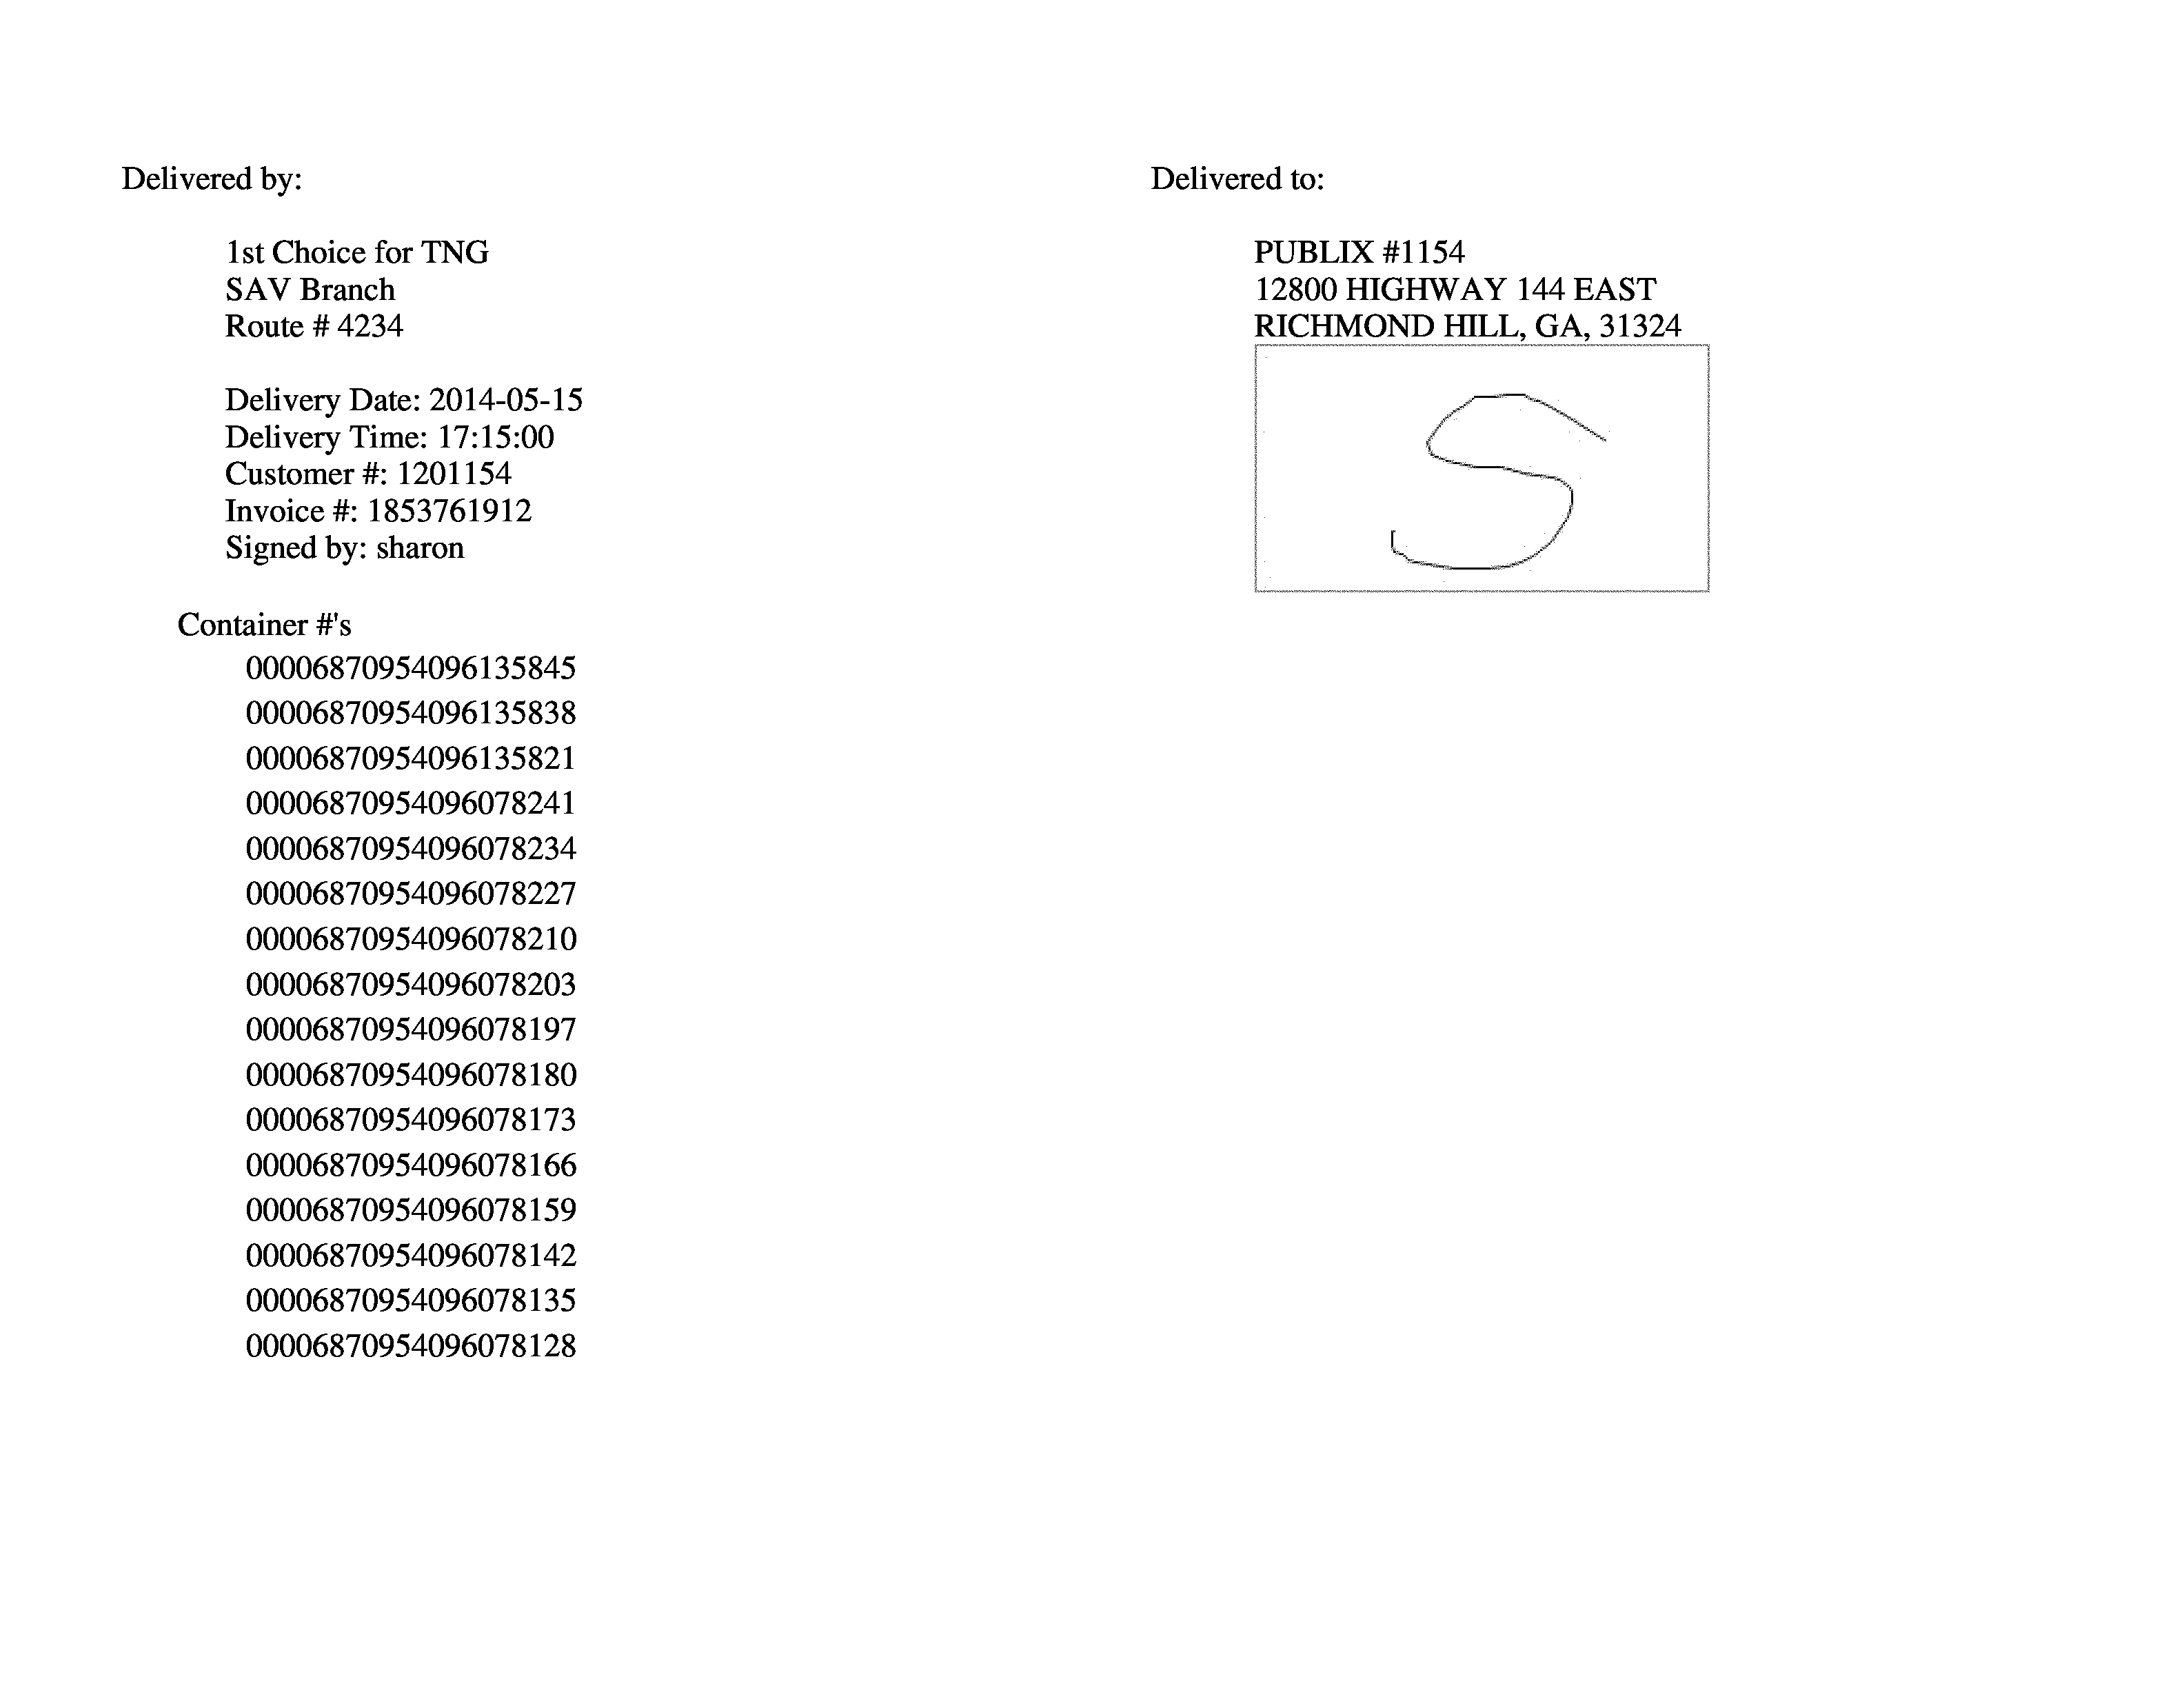 Delivered by:
1st Choice for TNG
SAV Branch
Route # 4234
Delivery Date: 2014-05-15
Delivery Time: 17:15:00
Customer #: 1201154
Invoice #: 1853761912
Signed by: sharon
Container #'s
00006870954096135845
00006870954096135838
00006870954096135821
00006870954096078241
00006870954096078234
00006870954096078227
00006870954096078210
00006870954096078203
00006870954096078197
00006870954096078180
00006870954096078173
00006870954096078166
00006870954096078159
00006870954096078142
00006870954096078135
00006870954096078128
Delivered to:
PUBLIX #1154
12800 HIGHWAY 144 EAST
RICHMOND HILL, GA, 31324
S